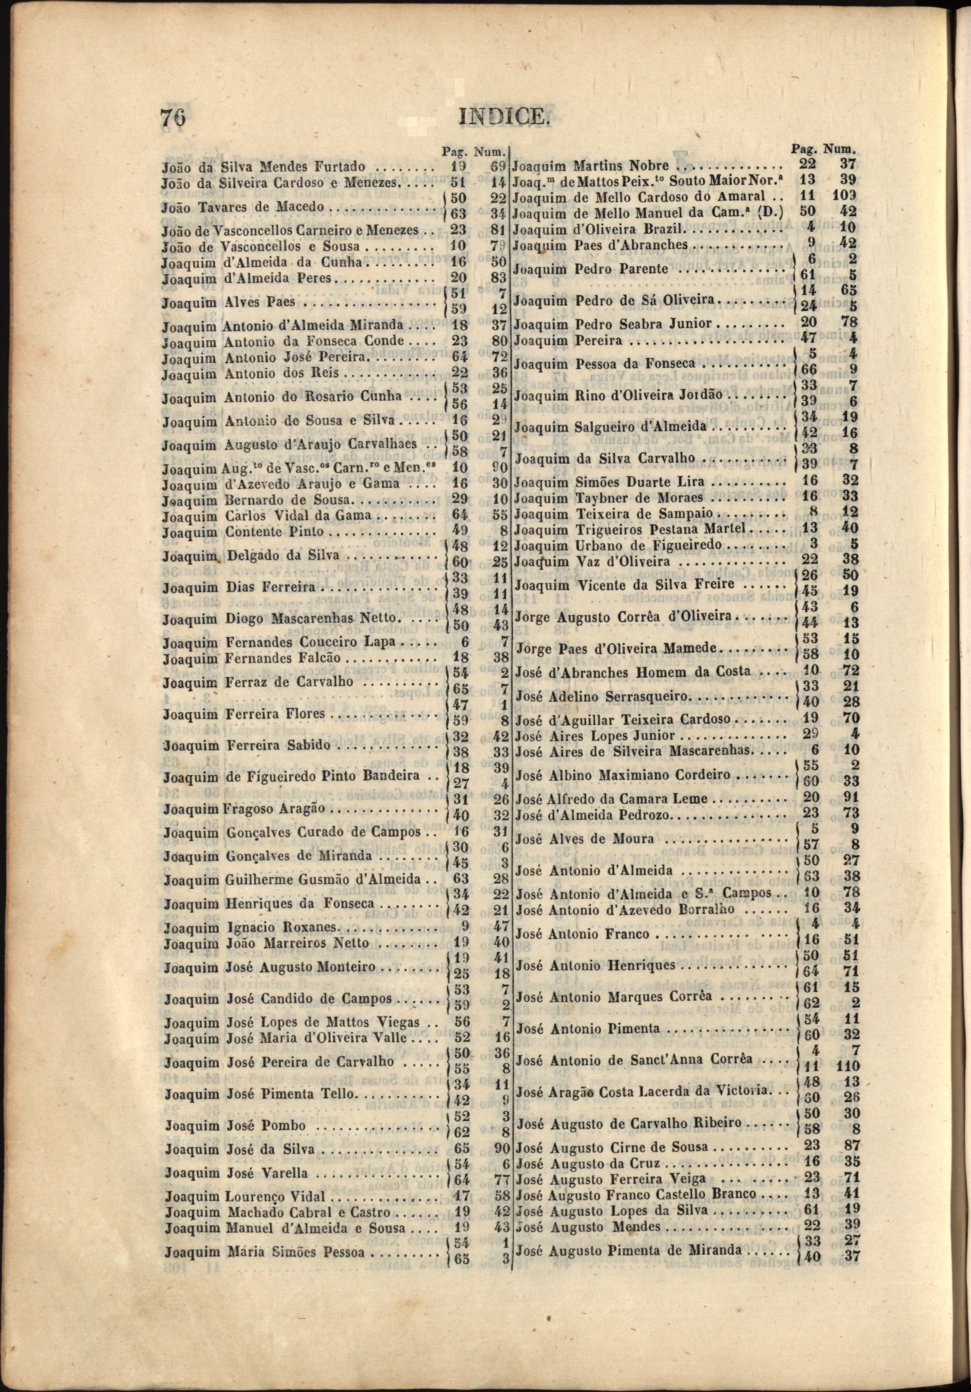 76
INDICE.
Pag. Num.
João da Silva Mendes Furtado ........ 19 69
João da Silveira Cardoso e Menezes..... 51 14
João Tavares de Macedo .............. 50 22
63 34
João de Vasconcellos Carneiro e Menezes .. 23 81
João de Vasconcellos e Sousa ......... 10 79
Joaquim d'Almeida da Cunha......... 16 50
Joaquim d'Almeida Peres............. 20 83
Joaquim Alves Paes ................. 51 7
59 12
Joaquim Antonio d'Almeida Miranda .... 18 37
Joaquim Antonio da Fonseca Conde .... 23 80
Joaquim Antonio José Pereira......... 64 72
Joaquim Antonio dos Reis ............ 22 36
Joaquim Antonio do Rosario Cunha .... 53 25
56 14
Joaquim Antonio de Sousa e Silva..... 16 29
Joaquim Augusto d'Araujo Carvalhaes .. 50 21
58 7
Joaquim Aug.to de Vasc.os Carn.ro e Men.es 10 90
Joaquim d'Azevedo Araujo e Gama .... 16 30
Joaquim Bernardo de Sousa........... 29 10
Joaquim Carlos Vidal da Gama ........ 64 55
Joaquim Contente Pinto .............. 49 8
Joaquim Delgado da Silva ............ 48 12
60 25
Joaquim Dias Ferreira ............... 33 11
39 11
Joaquim Diogo Mascarenhas Netto. .... 48 14
50 43
Joaquim Fernandes Couceiro Lapa ..... 6 7
Joaquim Fernandes Falcão ............ 18 38
Joaquim Ferraz de Carvalho .......... 54 2
65 7
Joaquim Ferreira Flores .............. 47 1
59 8
Joaquim Ferreira Sabido ............. 32 42
38 33
Joaquim de Figueiredo Pinto Bandeira .. 18 39
27 4
Joaquim Fragoso Aragão .............. 31 26
40 32
Joaquim Gonçalves Curado de Campos .. 16 31
Joaquim Gonçalves de Miranda ........ 30 6
45 3
Joaquim Guilherme Gusmão d'Almeida .. 63 28
Joaquim Henriques da Fonseca ........ 34 22
42 21
Joaquim Ignacio Roxanes............. 9 47
Joaquim João Marreiros Netto ........ 19 40
Joaquim José Augusto Monteiro ........ 19 41
25 18
Joaquim José Candido de Campos ...... 53 7
59 2
Joaquim José Lopes de Mattos Viegas .. 56 7
Joaquim José Maria d'Oliveira Valle .... 52 16
Joaquim José Pereira de Carvalho ..... 50 36
55 8
Joaquim José Pimenta Tello........... 34 11
42 9
Joaquim José Pombo ................ 52 3
62 8
Joaquim José da Silva ............... 65 90
Joaquim José Varella ................ 54 6
64 77
Joaquim Lourenço Vidal .............. 17 58
Joaquim Machado Cabral e Castro ...... 19 42
Joaquim Manuel d'Almeida e Sousa .... 19 43
Joaquim Maria Simões Pessoa ......... 54 1
65 3
Pag. Num.
Joaquim Martins Nobre .............. 22 37
Joaq.m de Mattos Peix.to Souto Maior Nor.a 13 39
Joaquim de Mello Cardoso do Amaral .. 11 109
Joaquim de Mello Manuel da Cam.a (D.) 50 42
Joaquim d'Oliveira Brazil............. 4 10
Joaquim Paes d'Abranches ............ 9 42
Joaquim Pedro Parente .............. 6 2
61 5
Joaquim Pedro de Sá Oliveira......... 14 65
24 5
Joaquim Pedro Seabra Junior ......... 20 78
Joaquim Pereira .................... 47 4
Joaquim Pessoa da Fonseca ........... 5 4
66 9
Joaquim Rino d'Oliveira Jordão ........ 33 7
39 6
Joaquim Salgueiro d'Almeida .......... 34 19
42 16
Joaquim da Silva Carvalho ........... 33 8
39 7
Joaquim Simões Duarte Lira .......... 16 32
Joaquim Taybner de Moraes .......... 16 33
Joaquim Teixeira de Sampaio ......... 8 12
Joaquim Trigueiros Pestana Martel ..... 13 40
Joaquim Urbano de Figueiredo ........ 3 5
Joaquim Vaz d'Oliveira .............. 22 38
Joaquim Vicente da Silva Freire ...... 26 50
45 19
Jorge Augusto Corrêa d'Oliveira ....... 43 6
44 13
Jorge Paes d'Oliveira Mamede......... 53 15
58 10
José d'Abranches Homem da Costa .... 10 72
José Adelino Serrasqueiro............. 33 21
40 28
José d'Aguillar Teixeira Cardoso ....... 19 70
José Aires Lopes Junior .............. 29 4
José Aires de Silveira Mascarenhas..... 6 10
José Albino Maximiano Cordeiro ....... 55 2
60 33
José Alfredo da Camara Leme .......... 20 91
José d'Almeida Pedrozo............... 23 73
José Alves de Moura ................ 5 9
57 8
José Antonio d'Almeida .............. 50 27
63 38
José Antonio d'Almeida e S.a Campos .. 10 78
José Antonio d'Azevedo Borralho ...... 16 34
José Antonio Franco ................ 4 4
16 51
José Antonio Henriques .............. 50 51
64 71
José Antonio Marques Corrêa ......... 61 15
62 2
José Antonio Pimenta ................ 54 11
60 32
José Antonio de Sanct'Anna Corrêa .... 4 7
11 110
José Aragão Costa Lacerda da Victoria... 48 13
60 26
José Augusto de Carvalho Ribeiro ...... 50 30
58 8
José Augusto Cirne de Sousa .......... 23 87
José Augusto da Cruz ................ 16 35
José Augusto Ferreira Veiga .......... 23 71
José Augusto Franco Castello Branco .... 13 41
José Augusto Lopes da Silva .......... 61 19
José Augusto Mendes ................ 22 39
José Augusto Pimenta de Miranda ...... 33 27
40 37